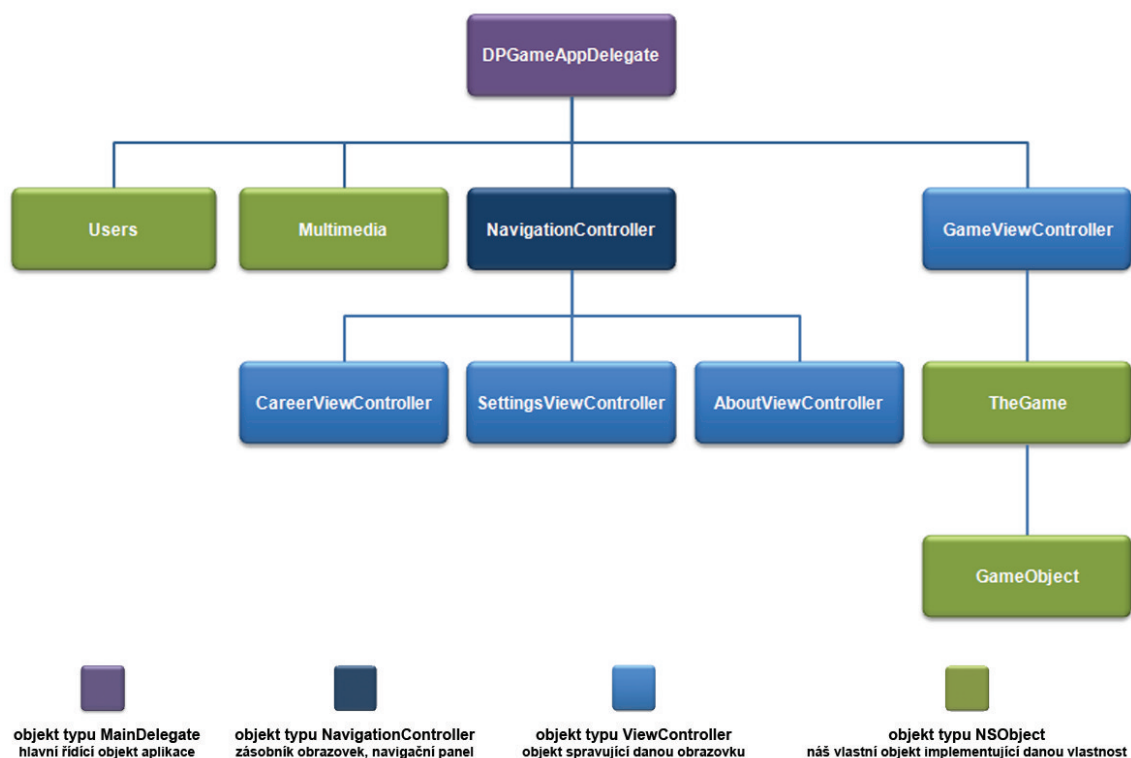 DPGameAppDelegate
Users
Multimedia
NavigationController
GameViewController
CareerViewController
SettingsViewController
AboutViewController
TheGame
GameObject
objekt typu MainDelegate
hlavní řídící objekt aplikace
objekt typu NavigationController
zásobník obrazovek, navigační panel
objekt typu ViewController
objekt spravující danou obrazovku
objekt typu NSObject
náš vlastní objekt implementující danou vlastnost